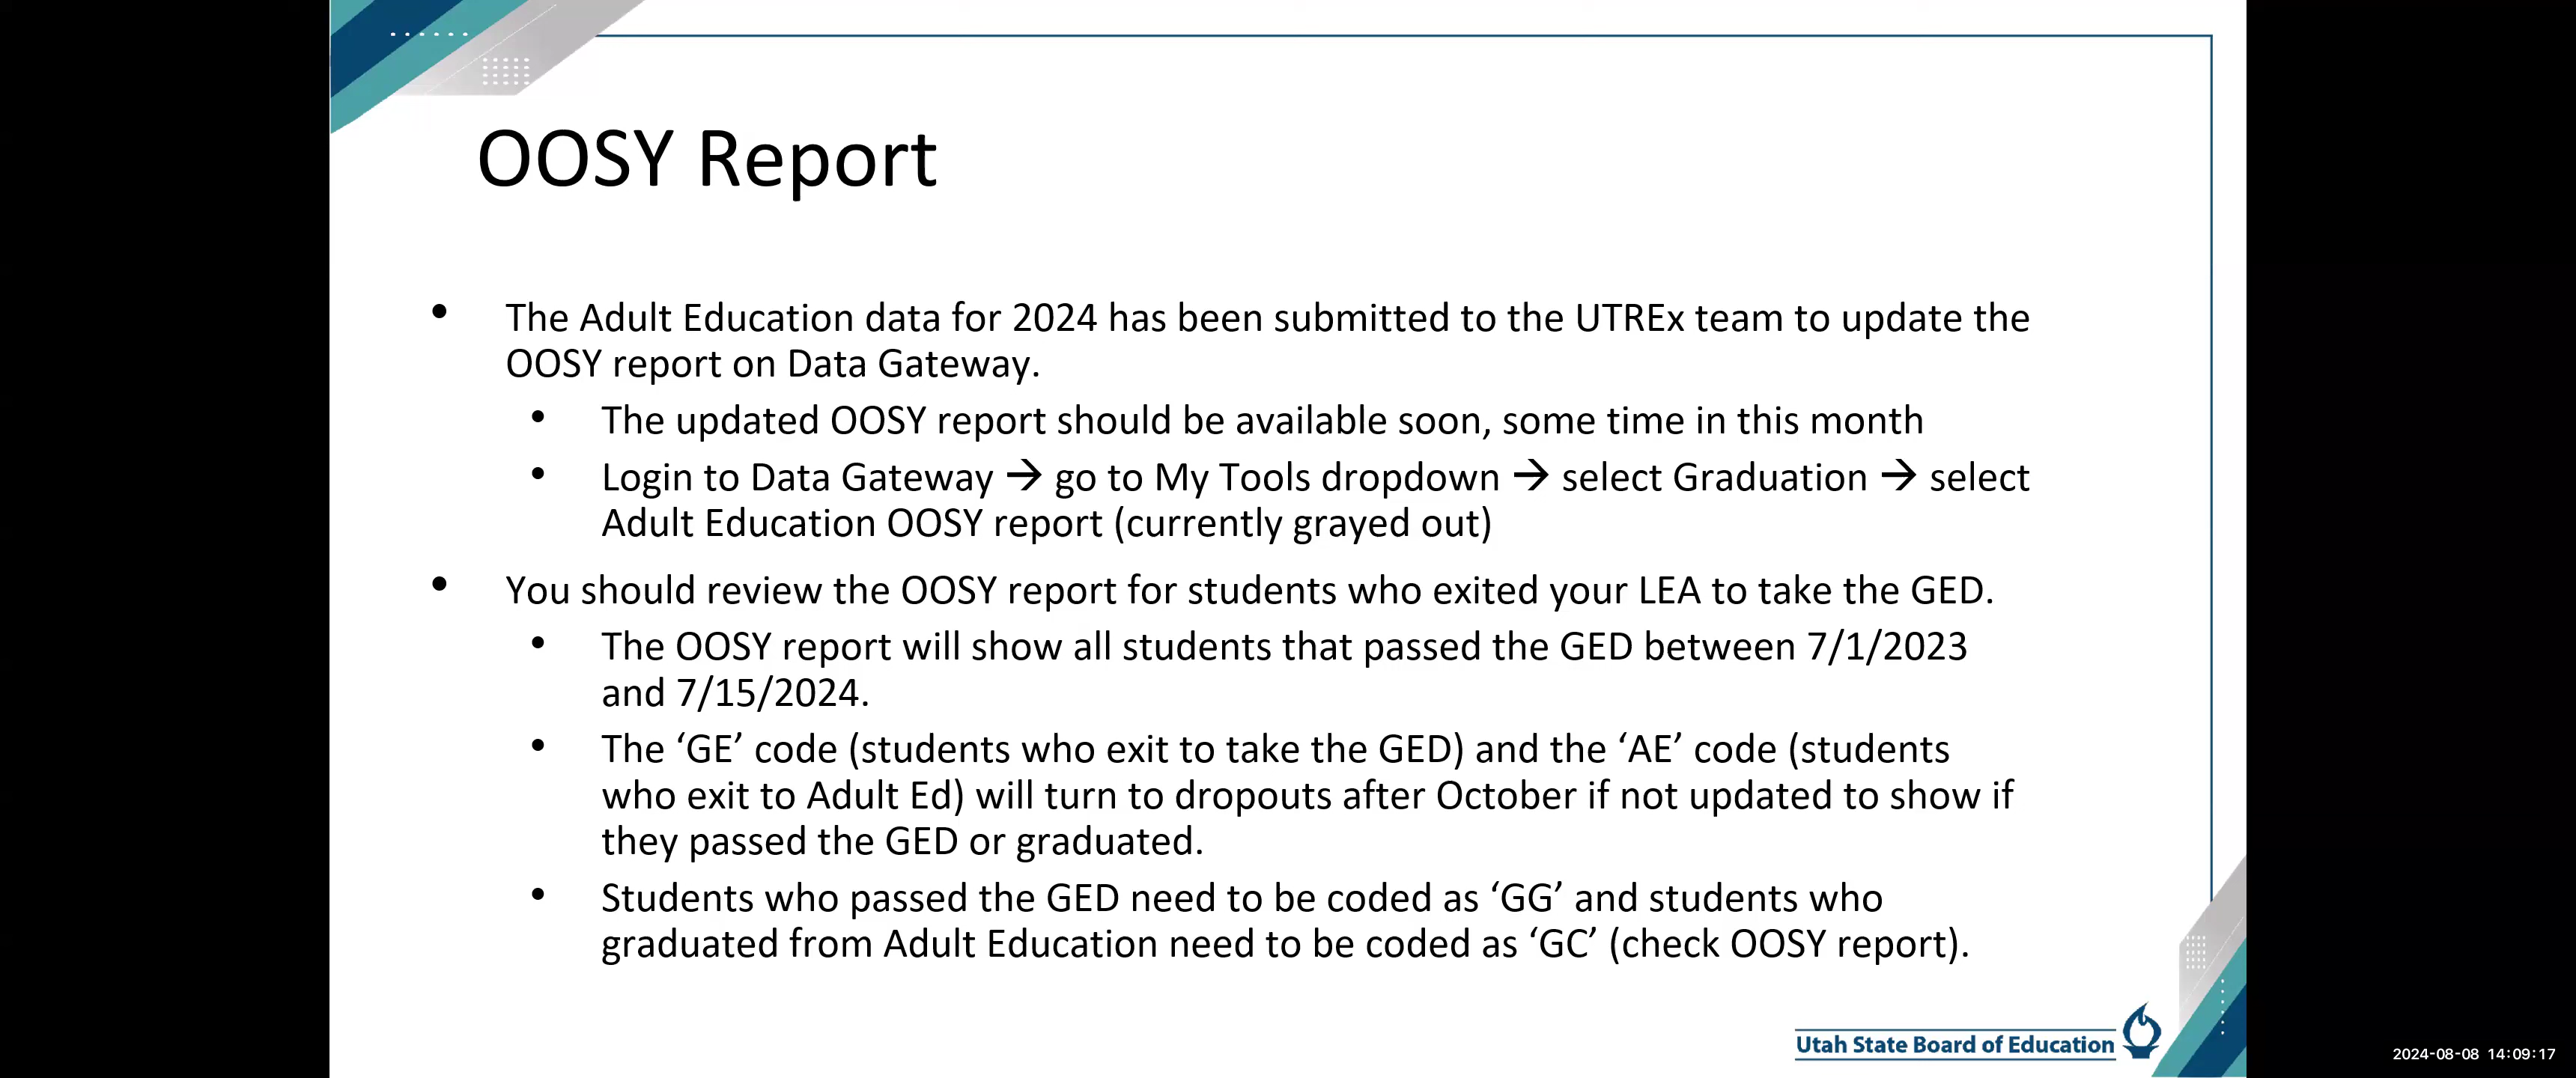 OOSY Report
• The Adult Education data for 2024 has been submitted to the UTREx team to update the
OOSY report on Data Gateway.
• The updated OOSY report should be available soon, some time in this month
• Login to Data Gateway → go to My Tools dropdown → select Graduation → select
Adult Education OOSY report (currently grayed out)
• You should review the OOSY report for students who exited your LEA to take the GED.
• The OOSY report will show all students that passed the GED between 7/1/2023
and 7/15/2024.
• The ‘GE’ code (students who exit to take the GED) and the ‘AE’ code (students
who exit to Adult Ed) will turn to dropouts after October if not updated to show if
they passed the GED or graduated.
• Students who passed the GED need to be coded as ‘GG’ and students who
graduated from Adult Education need to be coded as ‘GC’ (check OOSY report).
Utah State Board of Education
2024-08-08 14:09:17